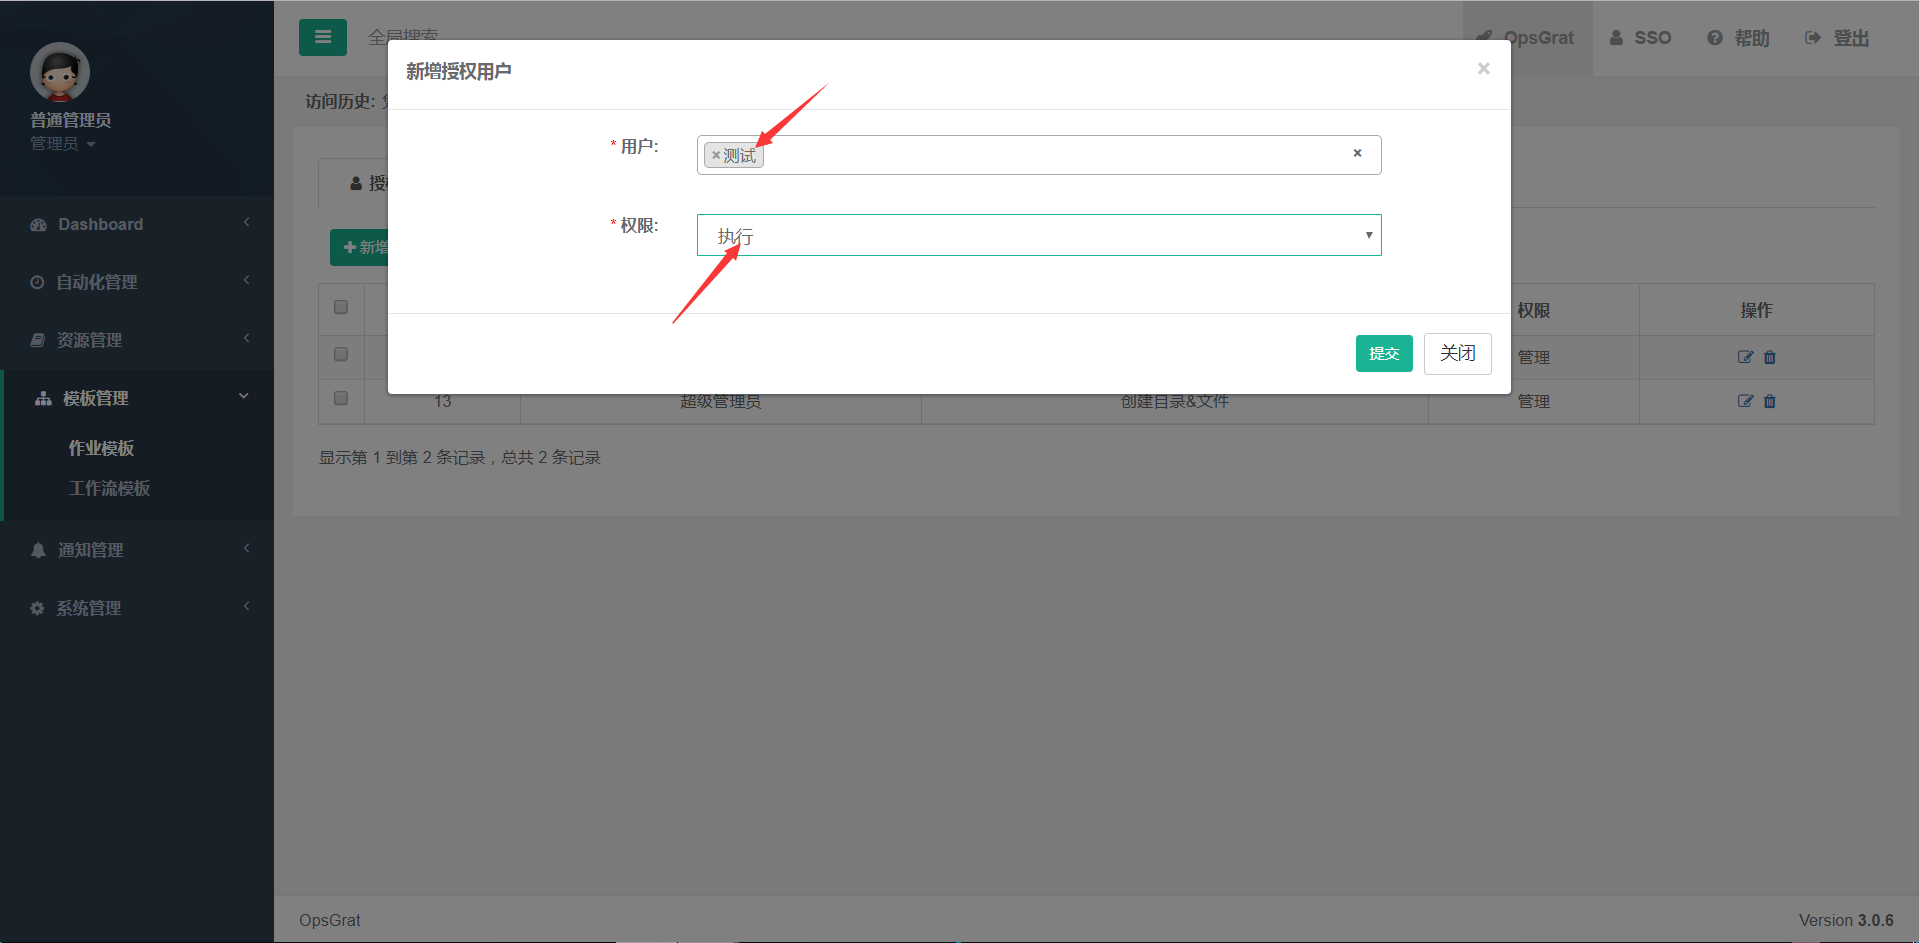 普通管理员
管理员
Dashboard
自动化管理
资源管理
模板管理
作业模板
工作流模板
通知管理
系统管理
全局搜索
OpsGrat
SSO
帮助
登出
访问历史:
新增授权用户
×
* 用户:
×测试
×
* 权限:
执行
提交
关闭
授
新增
权限
操作
管理
13
超级管理员
创建目录&文件
管理
显示第 1 到第 2 条记录，总共 2 条记录
OpsGrat
Version 3.0.6